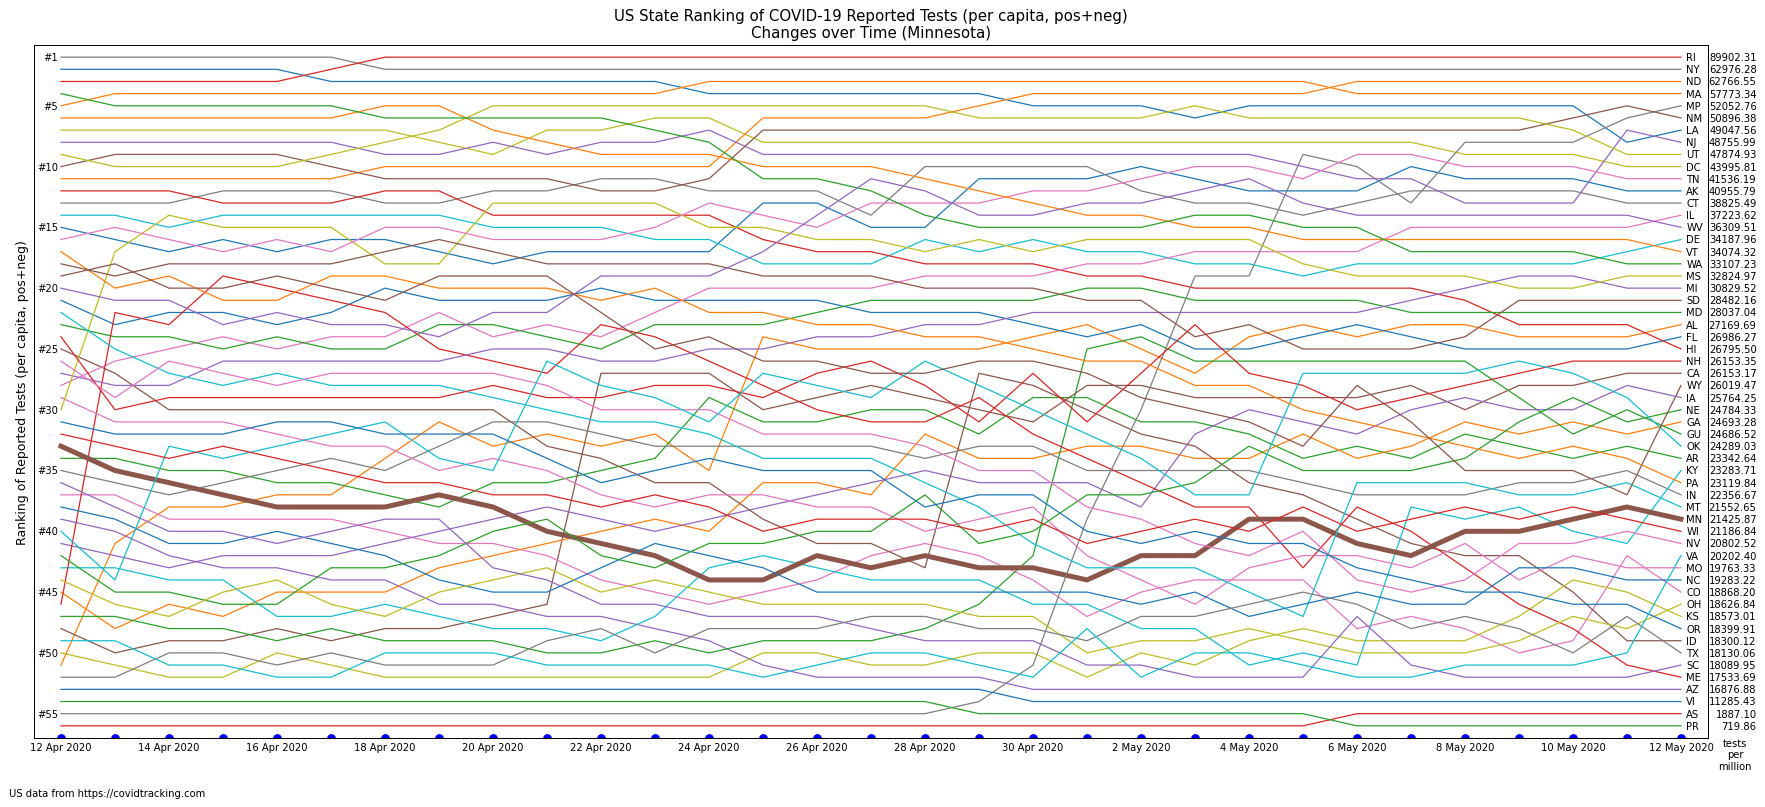 US State Ranking of COVID-19 Reported Tests (per capita, pos+neg)
Changes over Time (Minnesota)
Ranking of Reported Tests (per capita, pos+neg)
#1
#5
#10
#15
#20
#25
#30
#35
#40
#45
#50
#55
RI 89902.31
NY 62976.28
ND 62766.55
MA 57773.34
MP 52052.76
NM 50896.38
LA 49047.56
NJ 48755.99
UT 47874.93
DC 43995.81
TN 41536.19
AK 40955.79
CT 38825.49
IL 37223.62
WV 36309.51
DE 34187.96
VT 34074.32
WA 33107.23
MS 32824.97
MI 30829.52
SD 28482.16
MD 28037.04
AL 27169.69
FL 26986.27
HI 26795.50
NH 26153.35
CA 26153.17
WY 26019.47
IA 25764.25
NE 24784.33
GA 24693.28
GU 24686.52
OK 24289.03
AR 23342.64
KY 23283.71
PA 23119.84
IN 22356.67
MT 21552.65
MN 21425.87
WI 21186.84
NV 20802.52
VA 20202.40
MO 19763.33
NC 19283.22
CO 18868.20
OH 18626.84
KS 18573.01
OR 18399.91
ID 18300.12
TX 18130.06
SC 18089.95
ME 17533.69
AZ 16876.88
VI 11285.43
AS 1887.10
PR 719.86
12 Apr 2020 14 Apr 2020 16 Apr 2020 18 Apr 2020 20 Apr 2020 22 Apr 2020 24 Apr 2020 26 Apr 2020 28 Apr 2020 30 Apr 2020 2 May 2020 4 May 2020 6 May 2020 8 May 2020 10 May 2020 12 May 2020
tests
per
million
US data from https://covidtracking.com